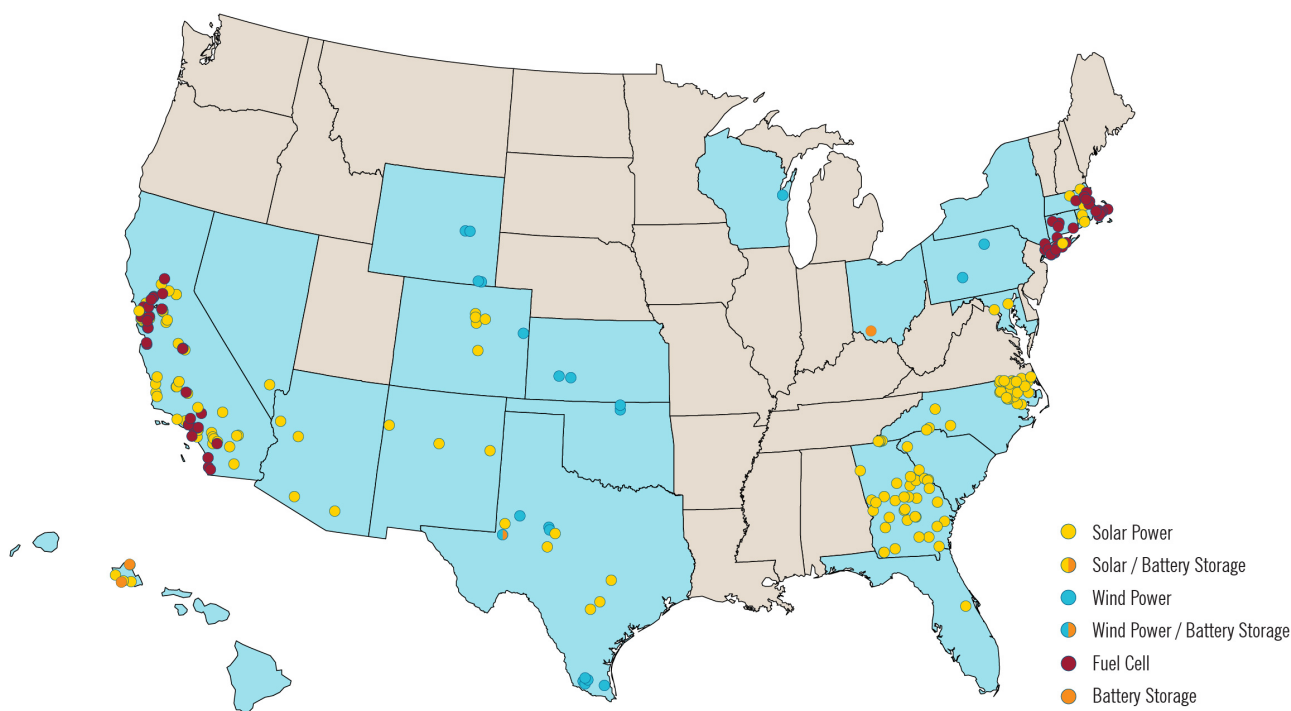 Solar Power
Solar / Battery Storage
Wind Power
Wind Power / Battery Storage
Fuel Cell
Battery Storage